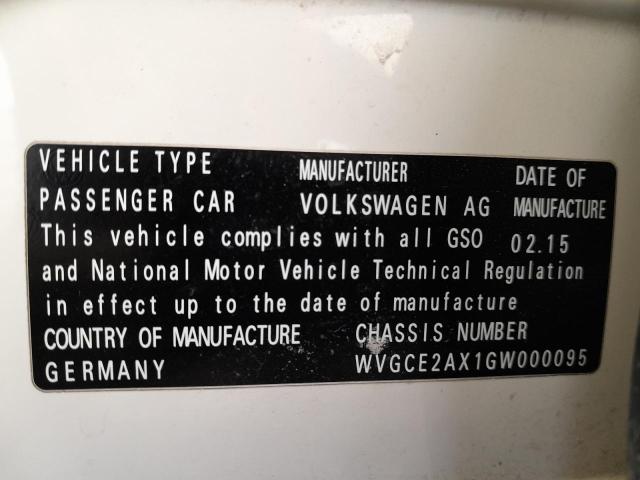 VEHICLE TYPE MANUFACTURER DATE OF
PASSENGER CAR VOLKSWAGEN AG MANUFACTURE
This vehicle complies with all GSO 02.15
and National Motor Vehicle Technical Regulation
in effect up to the date of manufacture
COUNTRY OF MANUFACTURE CHASSIS NUMBER
GERMANY WVGCE2AX1GW000095